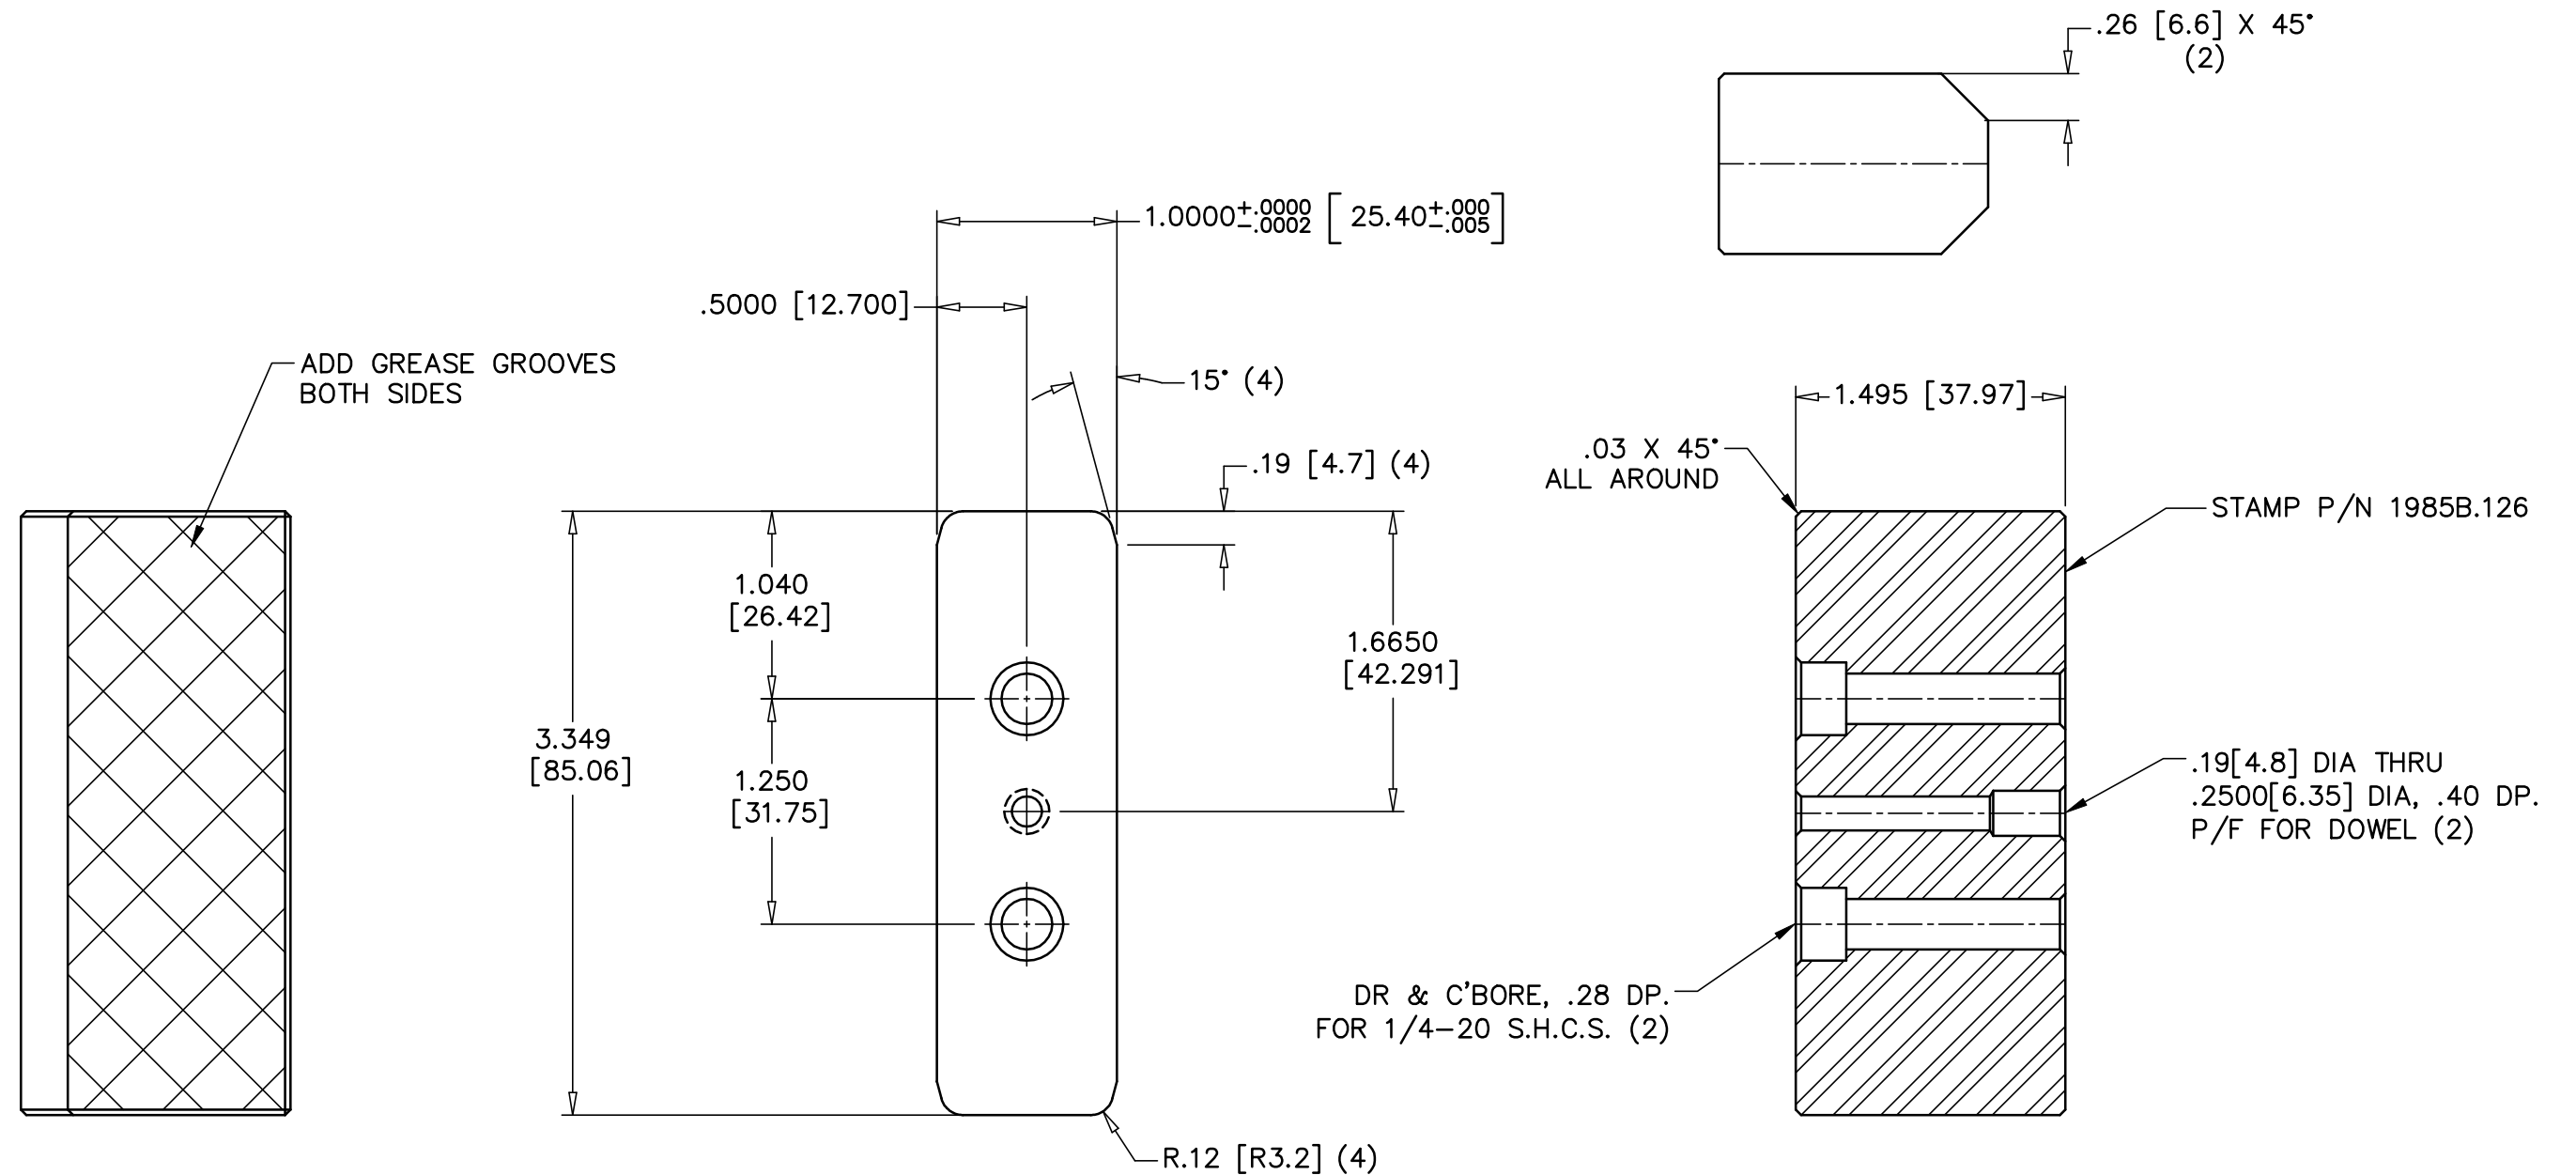 .26 [6.6] X 45°
(2)
1.0000+.0000 -.0002 [25.40+.000 -.005]
.5000 [12.700]
ADD GREASE GROOVES
BOTH SIDES
15° (4)
.19 [4.7] (4)
1.495 [37.97]
.03 X 45°
ALL AROUND
STAMP P/N 1985B.126
1.040
[26.42]
1.6650
[42.291]
3.349
[85.06]
1.250
[31.75]
.19[4.8] DIA THRU
.2500[6.35] DIA, .40 DP.
P/F FOR DOWEL (2)
DR & C'BORE, .28 DP.
FOR 1/4-20 S.H.C.S. (2)
R.12 [R3.2] (4)